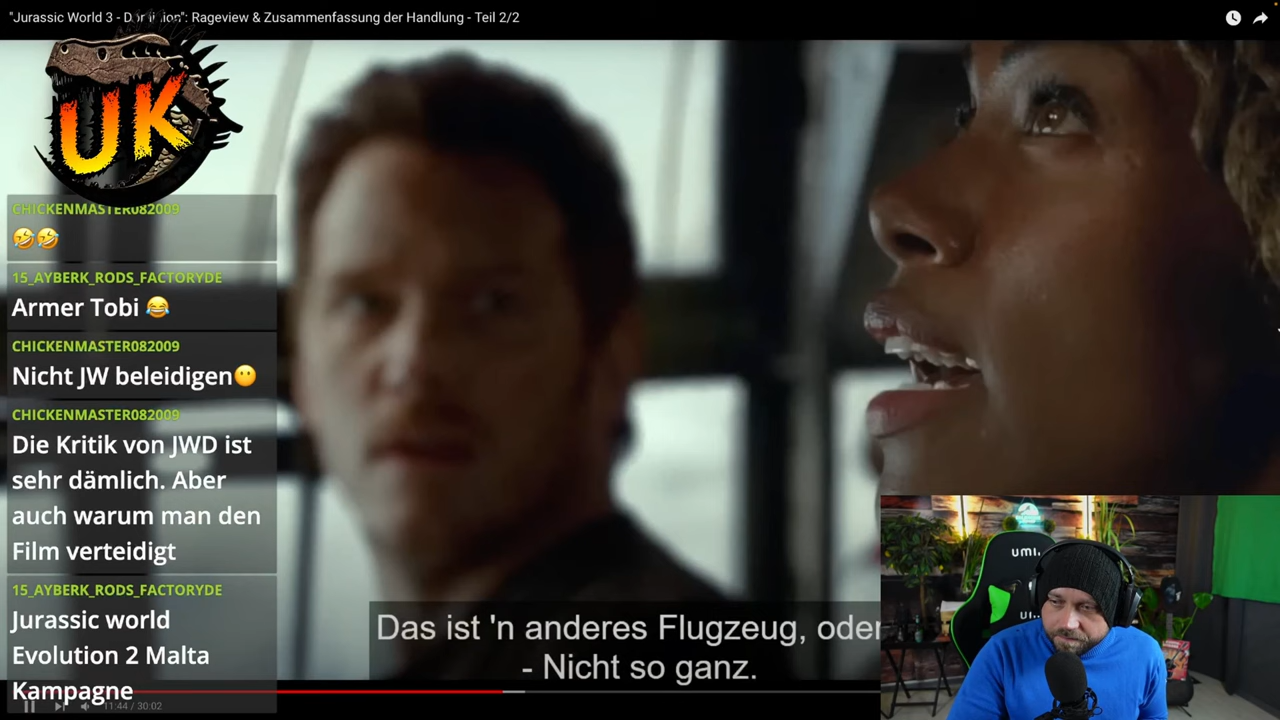 "Jurassic World 3 - Dominion": Rageview & Zusammenfassung der Handlung - Teil 2/2
UK
CHICKENMASTER082009
🤣🤣
15_AYBERK_RODS_FACTORYDE
Armer Tobi 😂
CHICKENMASTER082009
Nicht JW beleidigen😶
CHICKENMASTER082009
Die Kritik von JWD ist
sehr dämlich. Aber
auch warum man den
Film verteidigt
15_AYBERK_RODS_FACTORYDE
Jurassic world
Evolution 2 Malta
Kampagne
11:44 / 30:02
Das ist 'n anderes Flugzeug, oder
- Nicht so ganz.